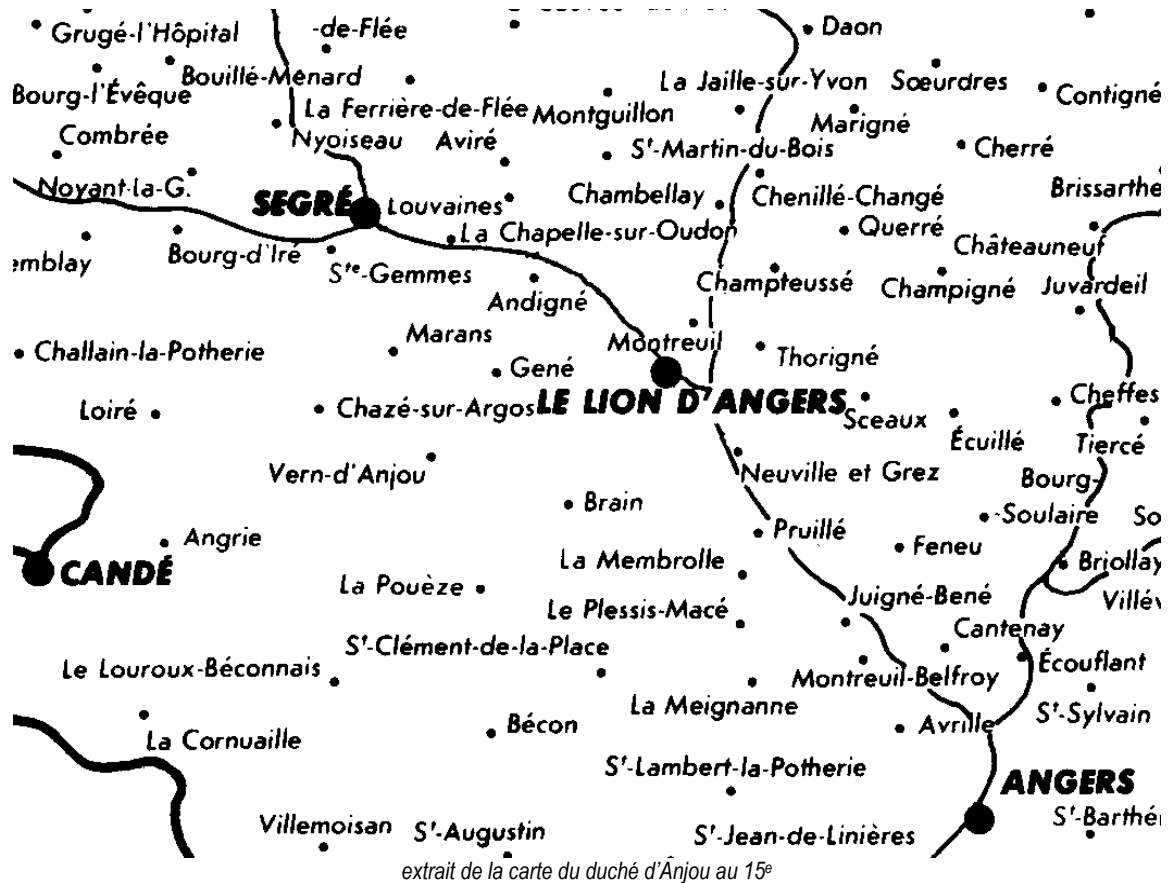 Daon
Grugé-l'Hôpital
-de-Flée
Bouillé-Ménard
La Jaille-sur-Yvon
Sœurdres
Bourg-l'Évêque
La Ferrière-de-Flée
Montguillon
Contigné
Combrée
Nyoiseau
Aviré
Marigné
St-Martin-du-Bois
Cherré
Noyant-la-G.
SEGRÉ
Louvaines
Chambellay
Chenillé-Changé
Brissarthe
Bourg-d'Iré
La Chapelle-sur-Oudon
Querré
Châteauneuf
emblay
Ste-Gemmes
Andigné
Champteussé
Champigné
Juvardeil
Challain-la-Potherie
Marans
Montreuil
Thorigné
Gené
Loiré
Chazé-sur-Argos
LE LION D'ANGERS
Sceaux
Cheffes
Écuillé
Tiercé
Vern-d'Anjou
Neuville et Grez
Bourg-
Brain
Soulaire
So
Angrie
Pruillé
Feneu
CANDÉ
La Membrolle
Briollay
La Pouèze
Le Plessis-Macé
Juigné-Bené
Villév
St-Clément-de-la-Place
Cantenay
Le Louroux-Béconnais
Montreuil-Belfroy
Écouflant
La Meignanne
St-Sylvain
La Cornuaille
Bécon
Avrille
St-Lambert-la-Potherie
ANGERS
Villemoisan
St-Augustin
St-Jean-de-Linières
St-Barthé
extrait de la carte du duché d'Anjou au 15e